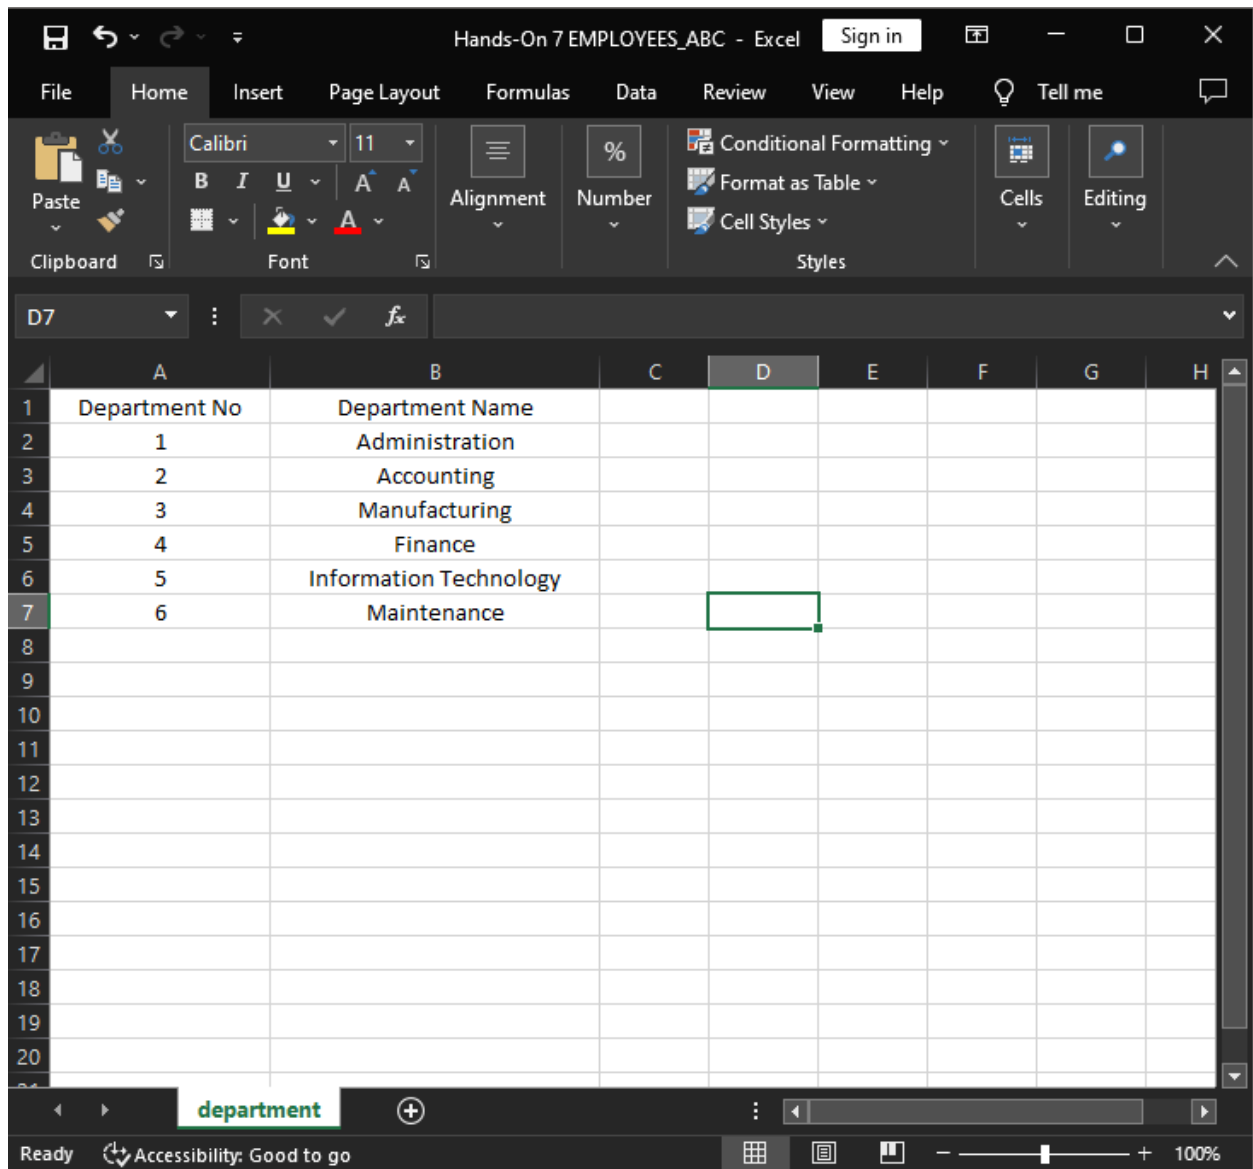 Hands-On 7 EMPLOYEES_ABC - Excel Sign in
File Home Insert Page Layout Formulas Data Review View Help Tell me
Paste
Clipboard
Calibri 11
B I U A A
A
Font
Alignment
% Number
Conditional Formatting
Format as Table
Cell Styles
Styles
Cells
Editing
D7 fx
A B C D E F G H
1 Department No Department Name
2 1 Administration
3 2 Accounting
4 3 Manufacturing
5 4 Finance
6 5 Information Technology
7 6 Maintenance
8
9
10
11
12
13
14
15
16
17
18
19
20
department
Ready Accessibility: Good to go 100%